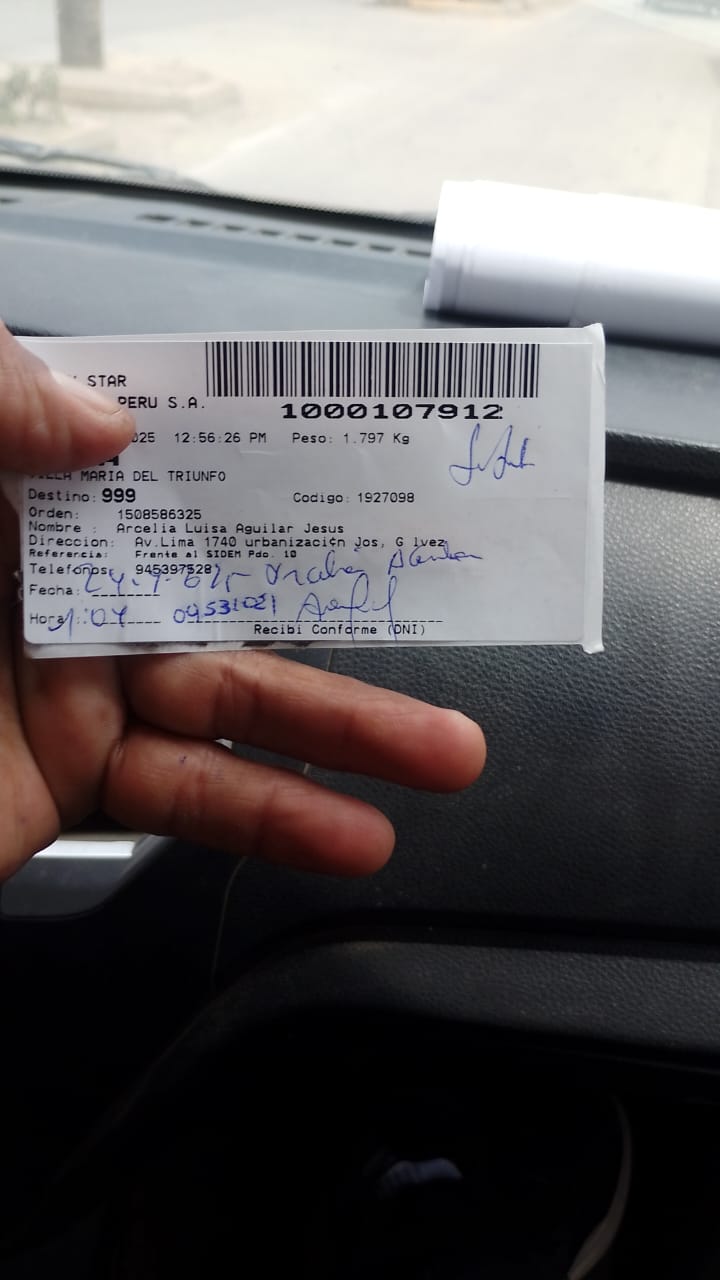 STAR
PERU S.A.
1000107912
025 12:56:26 PM Peso: 1.797 Kg
VILLA MARIA DEL TRIUNFO
Destino: 999 Codigo: 1927098
Orden: 1508586325
Nombre : Arcelia Luisa Aguilar Jesus
Direccion: Av.Lima 1740 urbanización Jos, G lvez
Referencia: Frente al SIDEM Pdo. 10
Telefonos: 945397528
Fecha:
Hora: 1:04 09531021
Recibi Conforme (DNI)